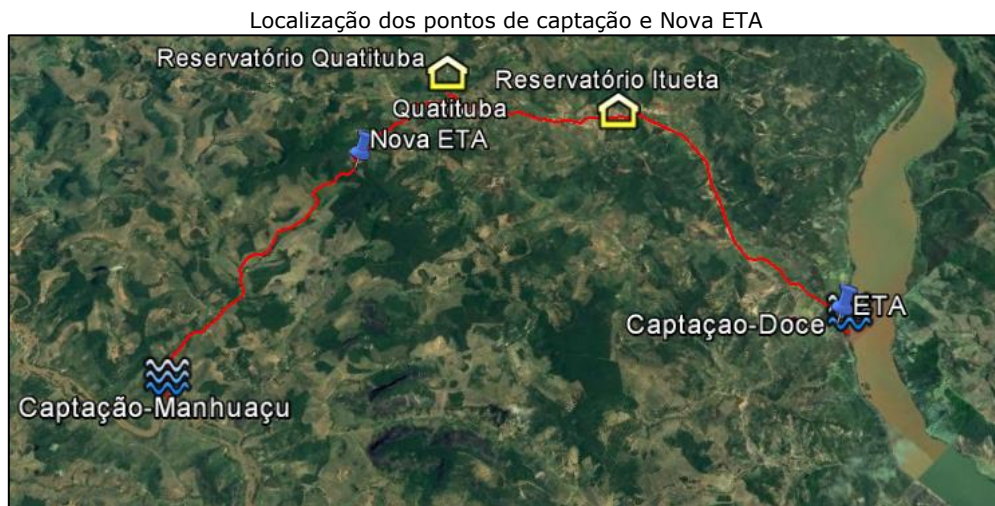 Localização dos pontos de captação e Nova ETA
Reservatório Quatituba
Reservatório Itueta
Quatituba
Nova ETA
ETA
Captaçao-Doce
Captação-Manhuaçu